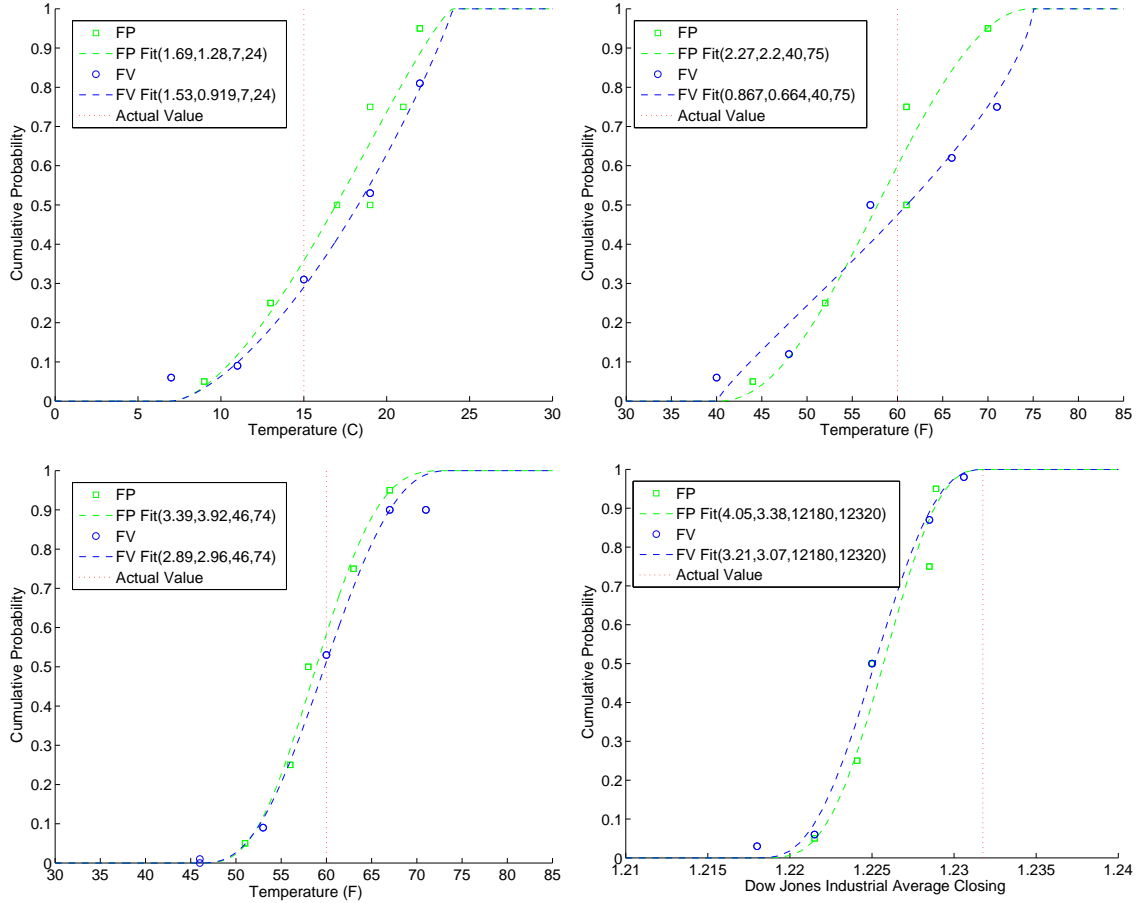 FP
FP Fit(1.69,1.28,7,24)
FV
FV Fit(1.53,0.919,7,24)
Actual Value
1
0.9
0.8
0.7
0.6
0.5
0.4
0.3
0.2
0.1
0
Cumulative Probability
0 5 10 15 20 25 30
Temperature (C)
FP
FP Fit(2.27,2.2,40,75)
FV
FV Fit(0.867,0.664,40,75)
Actual Value
1
0.9
0.8
0.7
0.6
0.5
0.4
0.3
0.2
0.1
0
Cumulative Probability
30 35 40 45 50 55 60 65 70 75 80 85
Temperature (F)
FP
FP Fit(3.39,3.92,46,74)
FV
FV Fit(2.89,2.96,46,74)
Actual Value
1
0.9
0.8
0.7
0.6
0.5
0.4
0.3
0.2
0.1
0
Cumulative Probability
30 35 40 45 50 55 60 65 70 75 80 85
Temperature (F)
FP
FP Fit(4.05,3.38,12180,12320)
FV
FV Fit(3.21,3.07,12180,12320)
Actual Value
1
0.9
0.8
0.7
0.6
0.5
0.4
0.3
0.2
0.1
0
Cumulative Probability
1.21 1.215 1.22 1.225 1.23 1.235 1.24
Dow Jones Industrial Average Closing